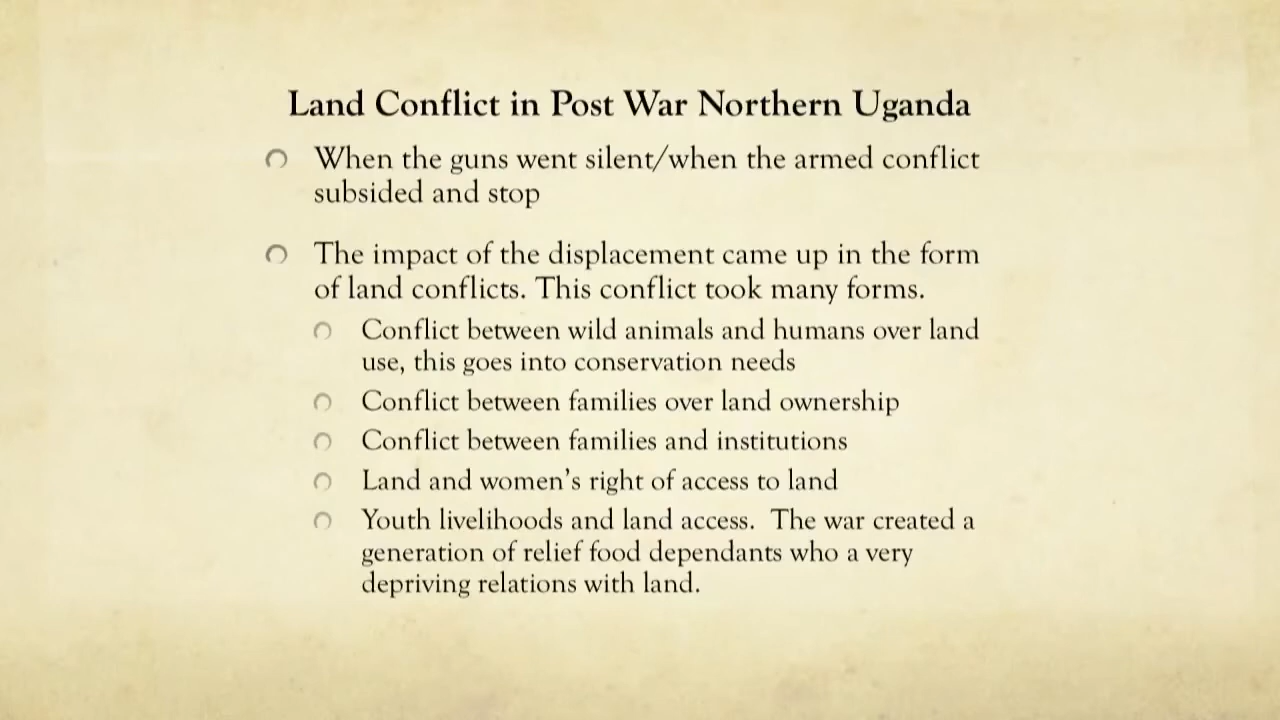 Land Conflict in Post War Northern Uganda
When the guns went silent/when the armed conflict
subsided and stop
The impact of the displacement came up in the form
of land conflicts. This conflict took many forms.
Conflict between wild animals and humans over land
use, this goes into conservation needs
Conflict between families over land ownership
Conflict between families and institutions
Land and women's right of access to land
Youth livelihoods and land access.  The war created a
generation of relief food dependants who a very
depriving relations with land.